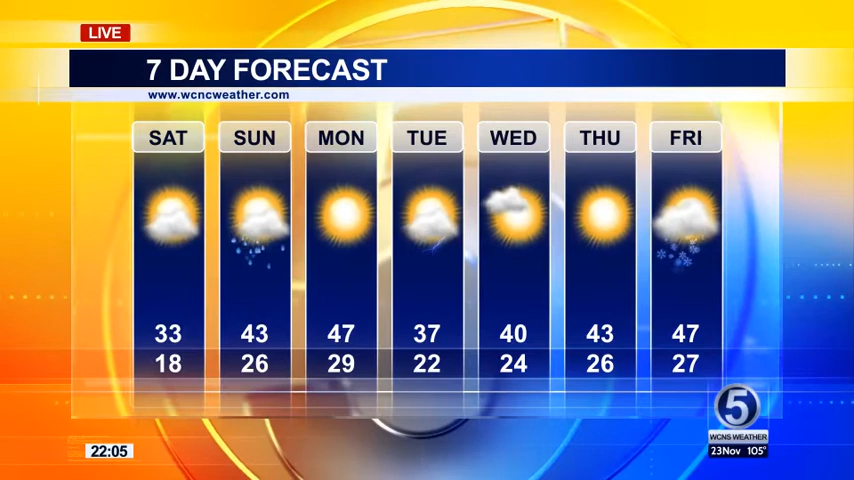 LIVE
7 DAY FORECAST
www.wcncweather.com
SAT SUN MON TUE WED THU FRI
33 43 47 37 40 43 47
18 26 29 22 24 26 27
5
WCNS WEATHER
22:05
23Nov 105°